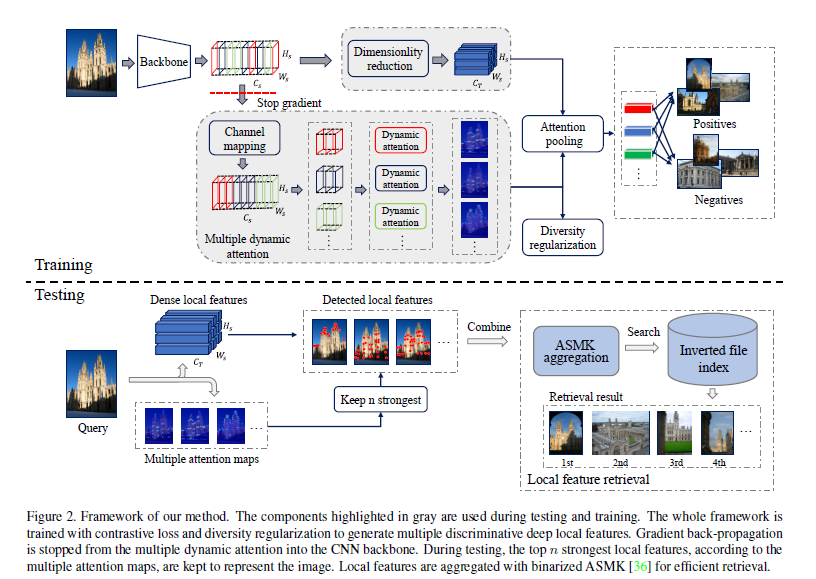 Backbone
H_S
W_S
C_S
Stop gradient
Dimensionlity
reduction
H_S
W_S
C_T
Channel
mapping
H_S
W_S
C_S
Multiple dynamic
attention
Dynamic
attention
Dynamic
attention
Dynamic
attention
Attention
pooling
Diversity
regularization
Positives
Negatives
Training
Testing
Query
Dense local features
H_S
W_S
C_T
Multiple attention maps
Detected local features
Keep n strongest
Combine
ASMK
aggregation
Search
Inverted file
index
Retrieval result
1st 2nd 3rd 4th
Local feature retrieval
Figure 2. Framework of our method. The components highlighted in gray are used during testing and training. The whole framework is
trained with contrastive loss and diversity regularization to generate multiple discriminative deep local features. Gradient back-propagation
is stopped from the multiple dynamic attention into the CNN backbone. During testing, the top n strongest local features, according to the
multiple attention maps, are kept to represent the image. Local features are aggregated with binarized ASMK [36] for efficient retrieval.